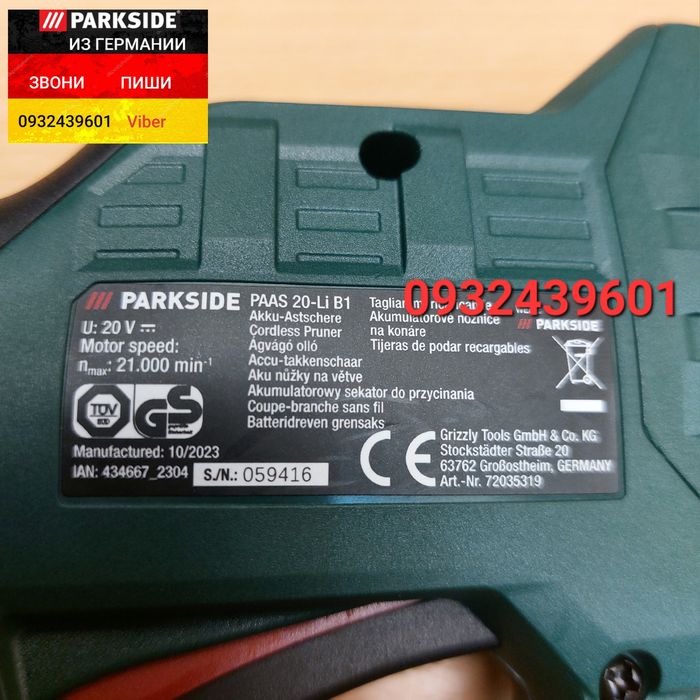 PARKSIDE®
ИЗ ГЕРМАНИИ
ЗВОНИ ПИШИ
0932439601 Viber
0932439601
PARKSIDE
U: 20 V
Motor speed:
nmax: 21.000 min-1
TÜV
SÜD
GS
Manufactured: 10/2023
IAN: 434667_2304
S./N.: 059416
PAAS 20-Li B1
Akku-Astschere
Cordless Pruner
Ágvágó olló
Accu-takkenschaar
Aku nůžky na větve
Akumulatorowy sekator do przycinania
Coupe-branche sans fil
Batteridreven grensaks
Akumulátorové nožnice
na konáre
Tijeras de podar recargables
PARKSIDE
CE
Grizzly Tools GmbH & Co. KG
Stockstädter Straße 20
63762 Großostheim, GERMANY
Art.-Nr. 72035319